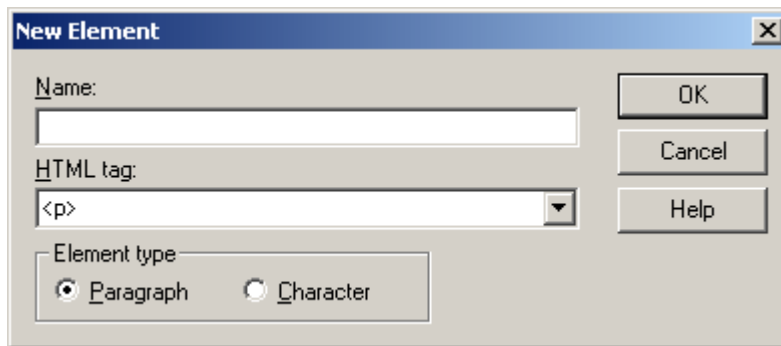 New Element
Name:
OK
Cancel
HTML tag:
<p>
Help
Element type
Paragraph
Character